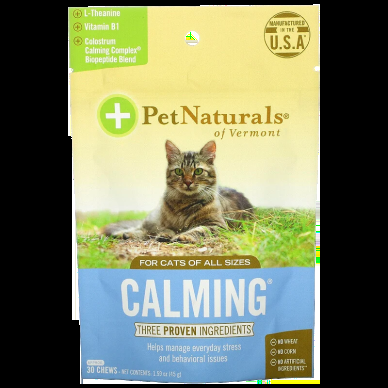 L-Theanine
Vitamin B1
Colostrum
Calming Complex®
Biopeptide Blend
MANUFACTURED
IN THE
U.S.A
PetNaturals®
of Vermont
FOR CATS OF ALL SIZES
CALMING®
THREE PROVEN INGREDIENTS
Helps manage everyday stress
and behavioral issues
NO WHEAT
NO CORN
NO ARTIFICIAL
INGREDIENTS
30 CHEWS